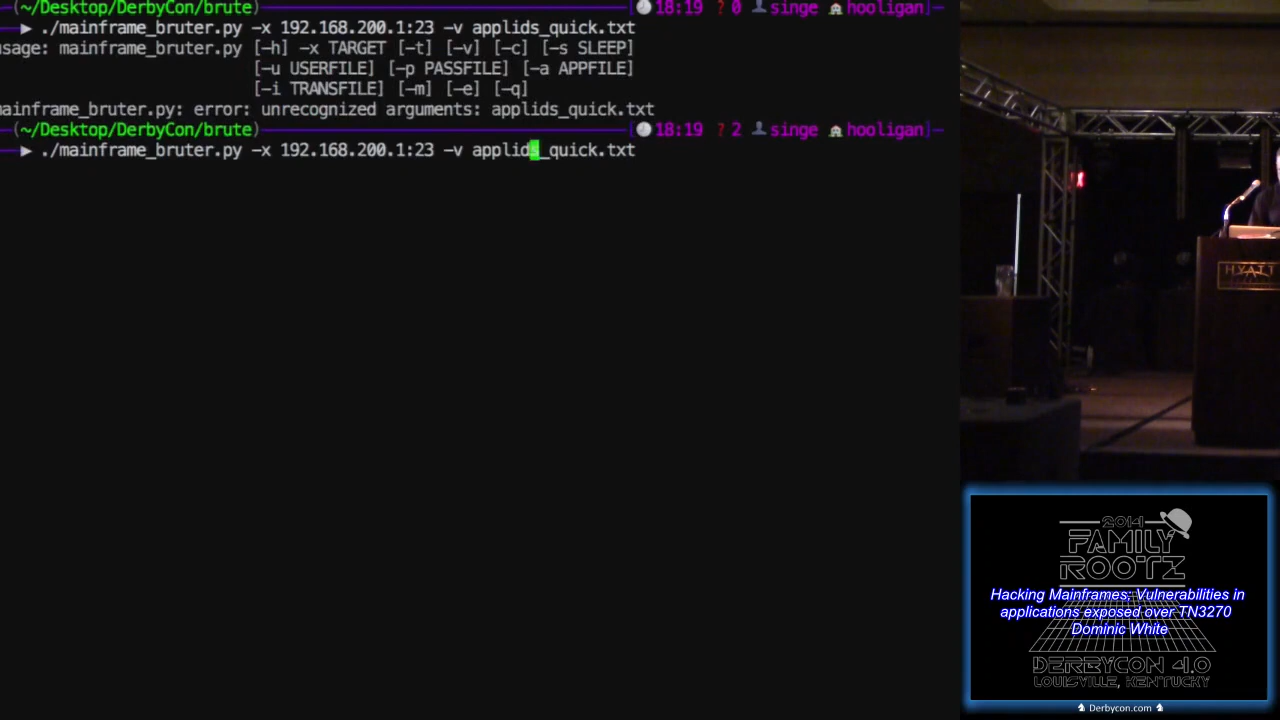 (~/Desktop/DerbyCon/brute) 18:19 ? 0 singe hooligan]
▶ ./mainframe_bruter.py -x 192.168.200.1:23 -v applids_quick.txt
usage: mainframe_bruter.py [-h] -x TARGET [-t] [-v] [-c] [-s SLEEP]
[-u USERFILE] [-p PASSFILE] [-a APPFILE]
[-i TRANSFILE] [-m] [-e] [-q]
mainframe_bruter.py: error: unrecognized arguments: applids_quick.txt
(~/Desktop/DerbyCon/brute) [18:19 ? 2 singe hooligan]
▶ ./mainframe_bruter.py -x 192.168.200.1:23 -v applids_quick.txt
HYATT
2014
FAMILY
ROOTZ
Hacking Mainframes: Vulnerabilities in
applications exposed over TN3270
Dominic White
DERBYCON 4.0
LOUISVILLE, KENTUCKY
Derbycon.com